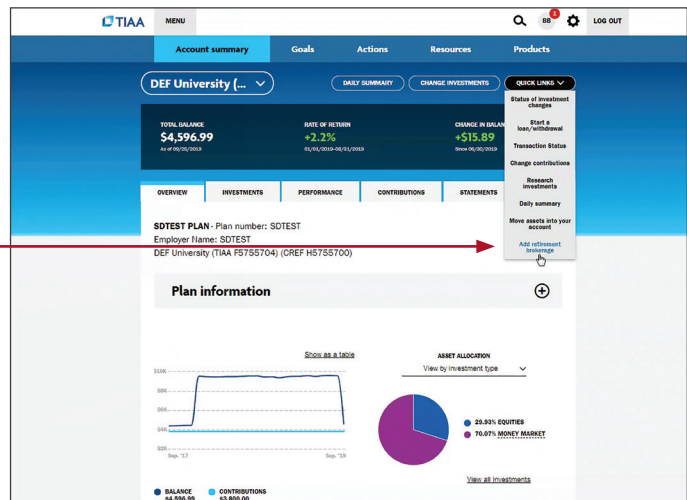 TIAA
MENU
BB
1
LOG OUT
Account summary
Goals
Actions
Resources
Products
DEF University (...
DAILY SUMMARY
CHANGE INVESTMENTS
QUICK LINKS
Status of investment
changes
Start a
loan/withdrawal
Transaction Status
Change contributions
Research
investments
Daily summary
Move assets into your
account
Add retirement
brokerage
TOTAL BALANCE
$4,596.99
As of 09/25/2019
RATE OF RETURN
+2.2%
01/01/2019-08/31/2019
CHANGE IN BALAN
+$15.89
Since 06/30/2019
OVERVIEW
INVESTMENTS
PERFORMANCE
CONTRIBUTIONS
STATEMENTS
SDTEST PLAN - Plan number: SDTEST
Employer Name: SDTEST
DEF University (TIAA F5755704) (CREF H5755700)
Plan information
Show as a table
$10K
$8K
$6K
$4K
$2K
Sep. '17
Sep. '19
BALANCE
$4,596.99
CONTRIBUTIONS
$3,800.00
ASSET ALLOCATION
View by investment type
29.93% EQUITIES
70.07% MONEY MARKET
View all investments